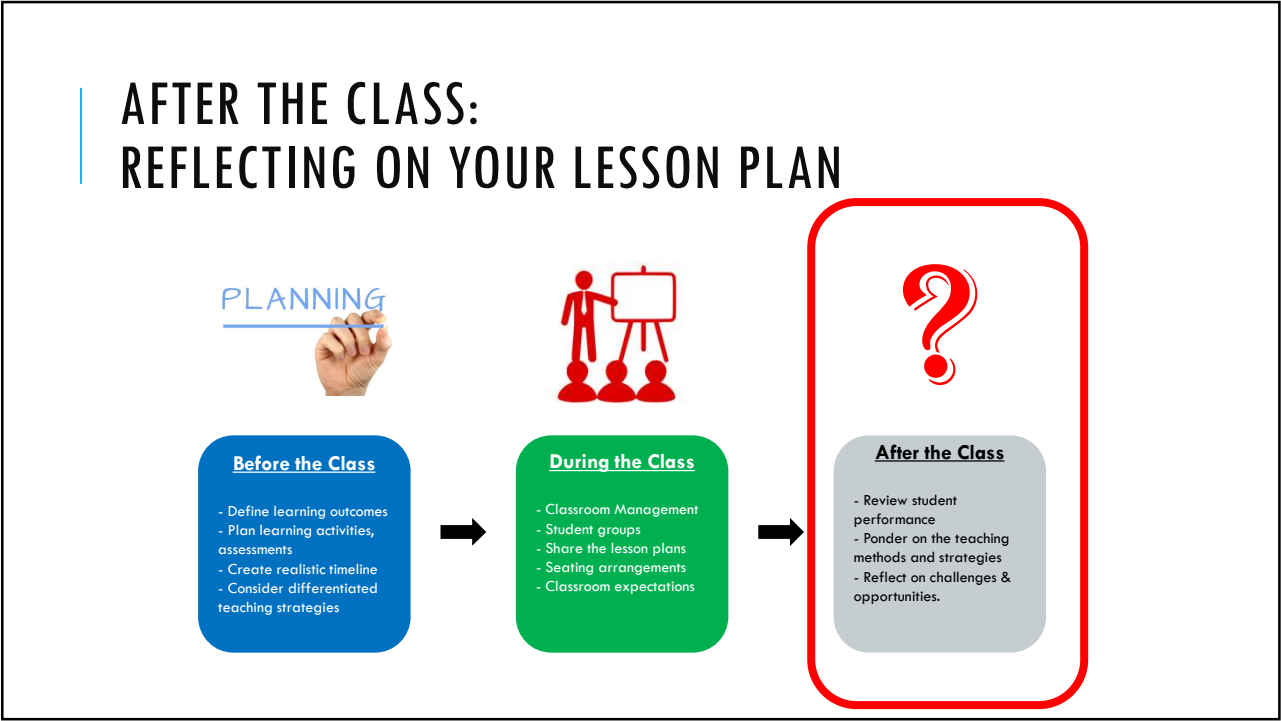 AFTER THE CLASS:
REFLECTING ON YOUR LESSON PLAN
PLANNING
Before the Class
- Define learning outcomes
- Plan learning activities,
assessments
- Create realistic timeline
- Consider differentiated
teaching strategies
During the Class
- Classroom Management
- Student groups
- Share the lesson plans
- Seating arrangements
- Classroom expectations
?
After the Class
- Review student
performance
- Ponder on the teaching
methods and strategies
- Reflect on challenges &
opportunities.